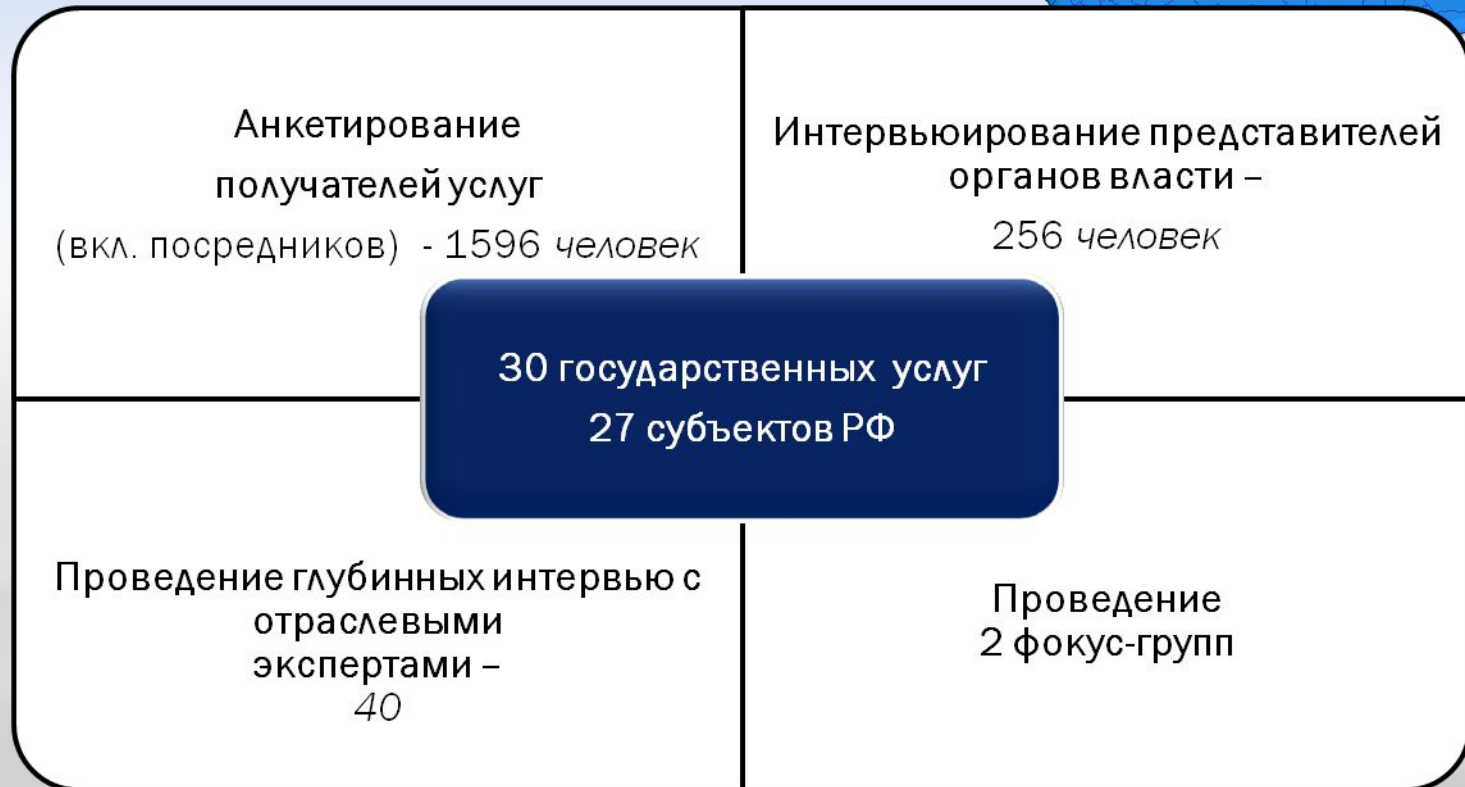 Анкетирование
получателей услуг
(вкл. посредников) - 1596 человек
Интервьюирование представителей
органов власти –
256 человек
30 государственных услуг
27 субъектов РФ
Проведение глубинных интервью с
отраслевыми
экспертами –
40
Проведение
2 фокус-групп